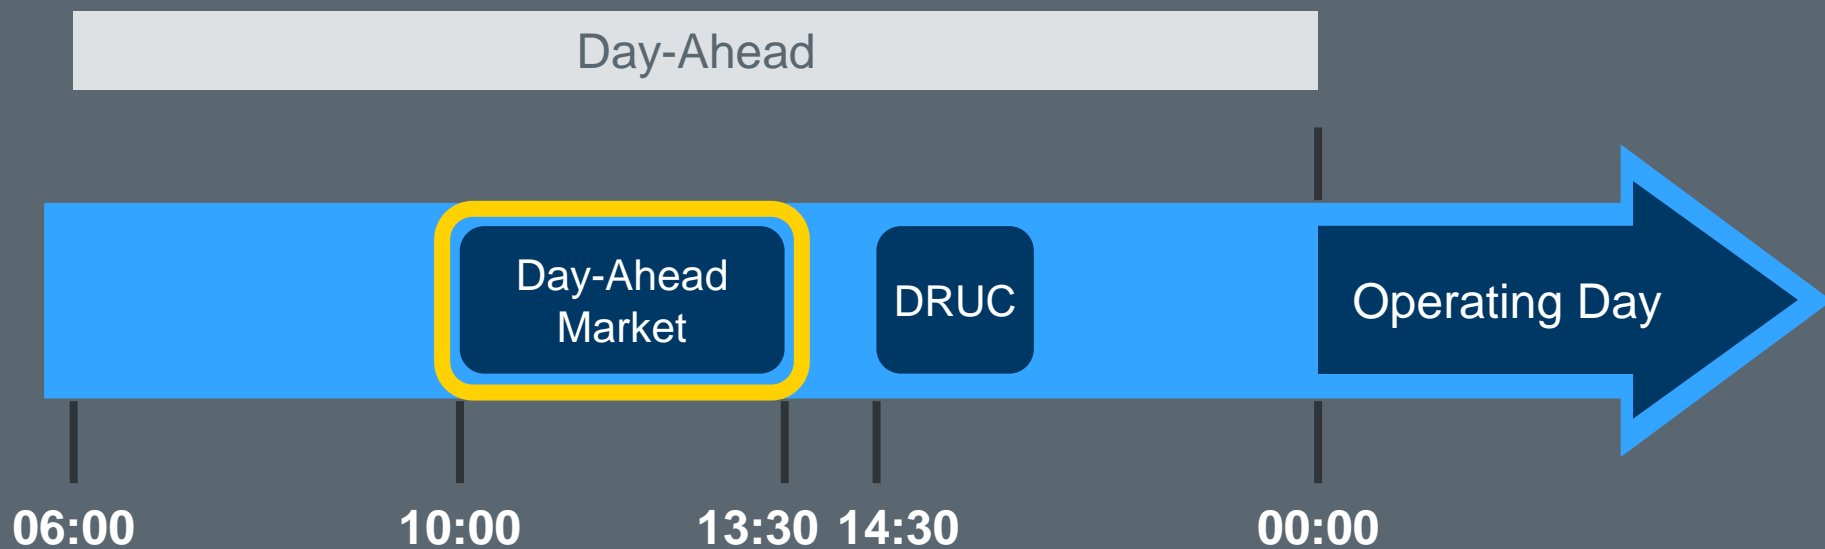 Day-Ahead
Day-Ahead
Market
DRUC
Operating Day
06:00
10:00
13:30
14:30
00:00